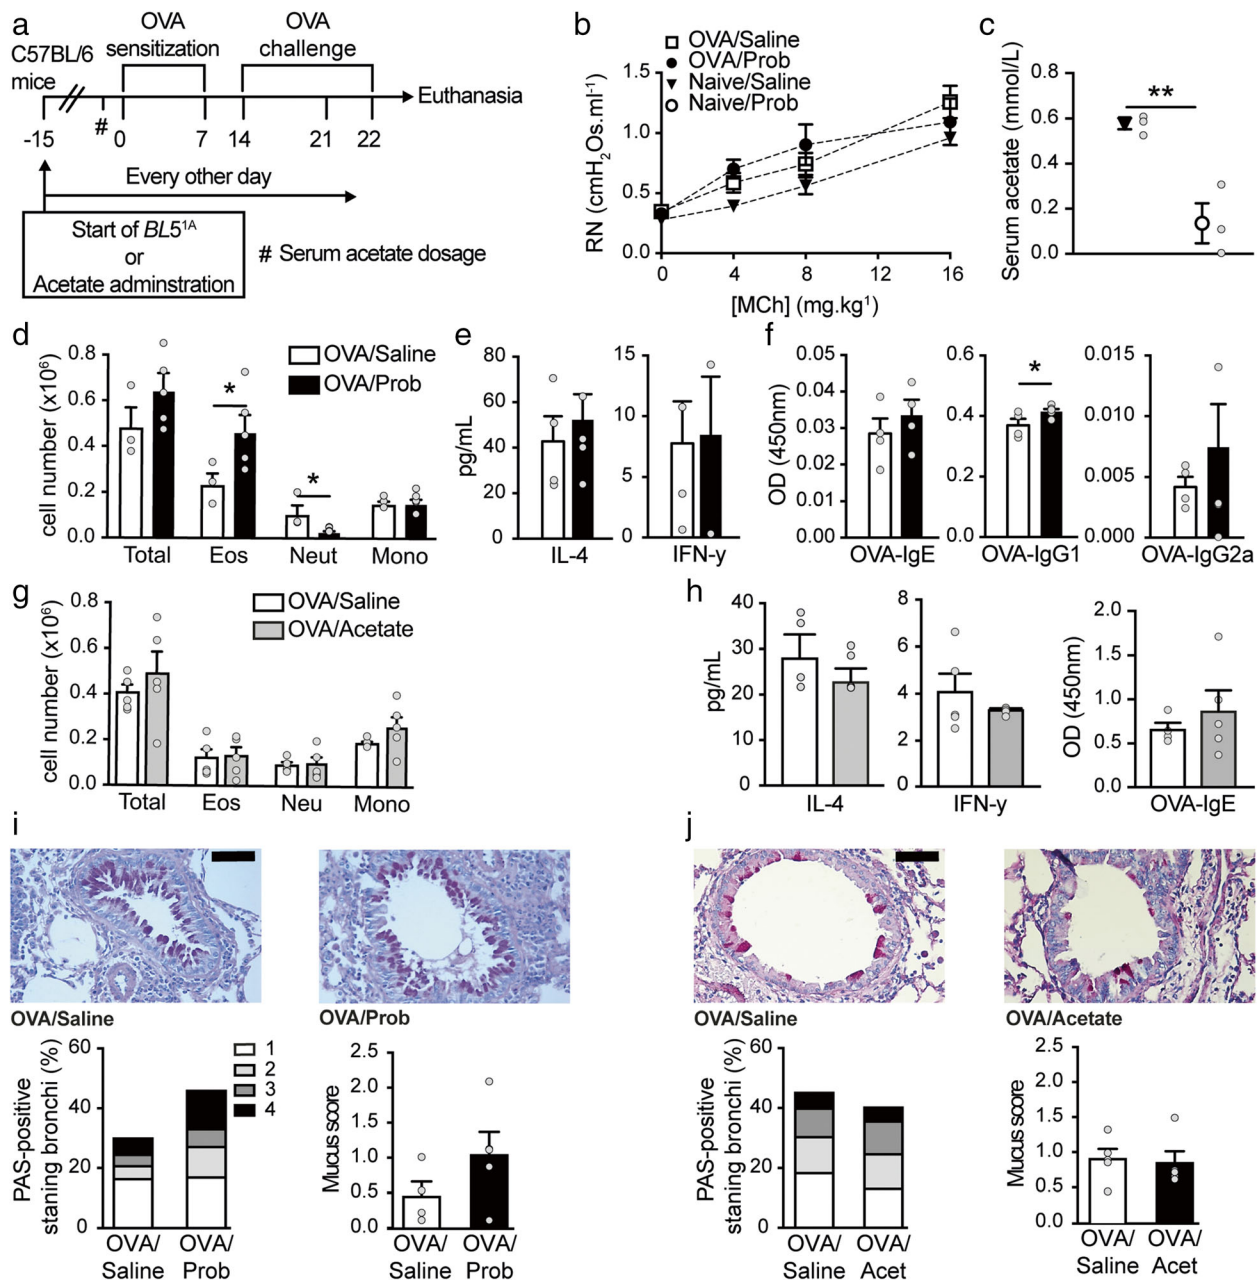 a
C57BL/6
mice
OVA
sensitization
OVA
challenge
Euthanasia
-15
#
0
7
14
21
22
Every other day
Start of BL5¹ᴬ
or
Acetate adminstration
# Serum acetate dosage
b
OVA/Saline
OVA/Prob
Naive/Saline
Naive/Prob
RN (cmH₂Os.ml⁻¹)
1.5
1.0
0.5
0.0
0 4 8 12 16
[MCh] (mg.kg¹)
c
Serum acetate (mmol/L)
0.8
0.6
0.4
0.2
0.0
**
d
cell number (x10⁶)
0.8
0.6
0.4
0.2
0.0
OVA/Saline
OVA/Prob
*
*
Total Eos Neut Mono
e
pg/mL
80
60
40
20
0
IL-4
15
10
5
0
IFN-y
f
OD (450nm)
0.05
0.04
0.03
0.02
0.01
0.00
OVA-IgE
0.6
0.4
0.2
0.0
*
OVA-IgG1
0.015
0.010
0.005
0.000
OVA-IgG2a
g
cell number (x10⁶)
0.8
0.6
0.4
0.2
0.0
OVA/Saline
OVA/Acetate
Total Eos Neu Mono
h
pg/mL
40
30
20
10
0
IL-4
8
6
4
2
0
IFN-y
OD (450nm)
2.0
1.5
1.0
0.5
0.0
OVA-IgE
i
OVA/Saline
OVA/Prob
PAS-positive
staning bronchi (%)
60
40
20
0
1
2
3
4
OVA/
Saline
OVA/
Prob
Mucus score
2.5
2.0
1.5
1.0
0.5
0.0
OVA/
Saline
OVA/
Prob
j
OVA/Saline
OVA/Acetate
PAS-positive
staning bronchi (%)
60
40
20
0
OVA/
Saline
OVA/
Acet
Mucus score
2.5
2.0
1.5
1.0
0.5
0.0
OVA/
Saline
OVA/
Acet